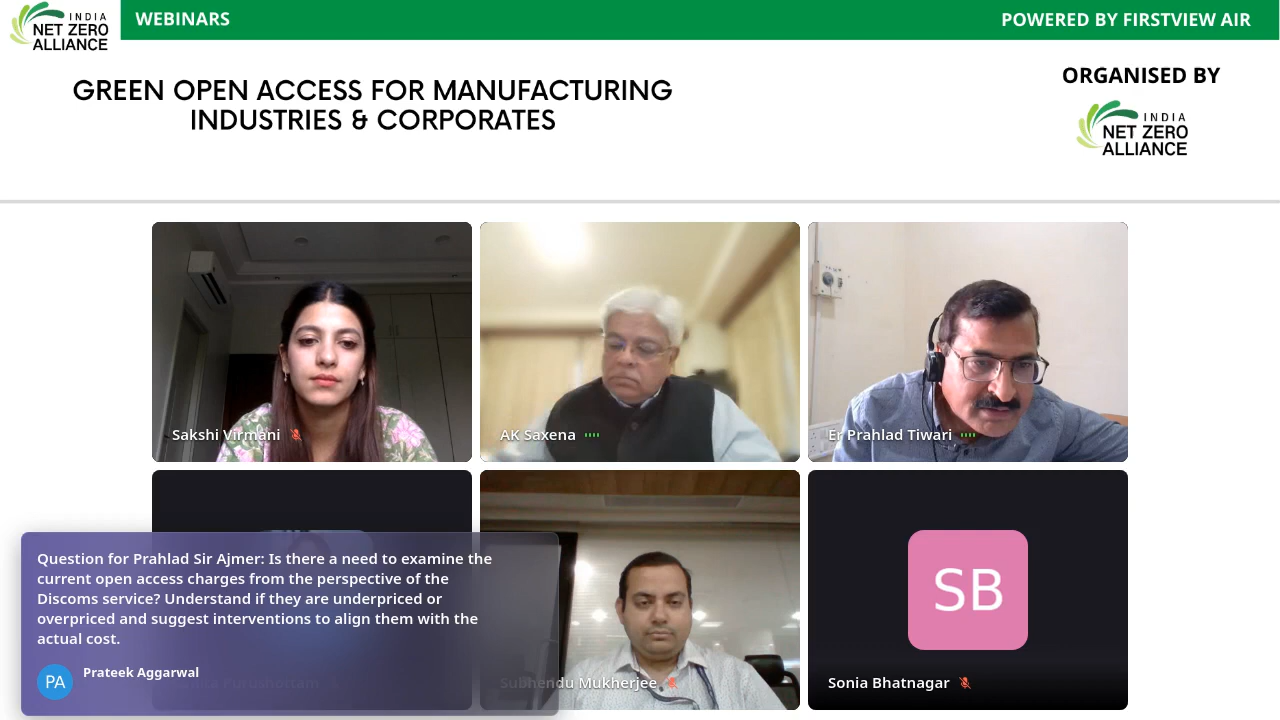 INDIA
NET ZERO
ALLIANCE
WEBINARS
POWERED BY FIRSTVIEW AIR
GREEN OPEN ACCESS FOR MANUFACTURING
INDUSTRIES & CORPORATES
ORGANISED BY
INDIA
NET ZERO
ALLIANCE
Sakshi Virmani
AK Saxena
Er Prahlad Tiwari
Question for Prahlad Sir Ajmer: Is there a need to examine the
current open access charges from the perspective of the
Discoms service? Understand if they are underpriced or
overpriced and suggest interventions to align them with the
actual cost.
PA
Prateek Aggarwal
Purushottam
Subhendu Mukherjee
SB
Sonia Bhatnagar